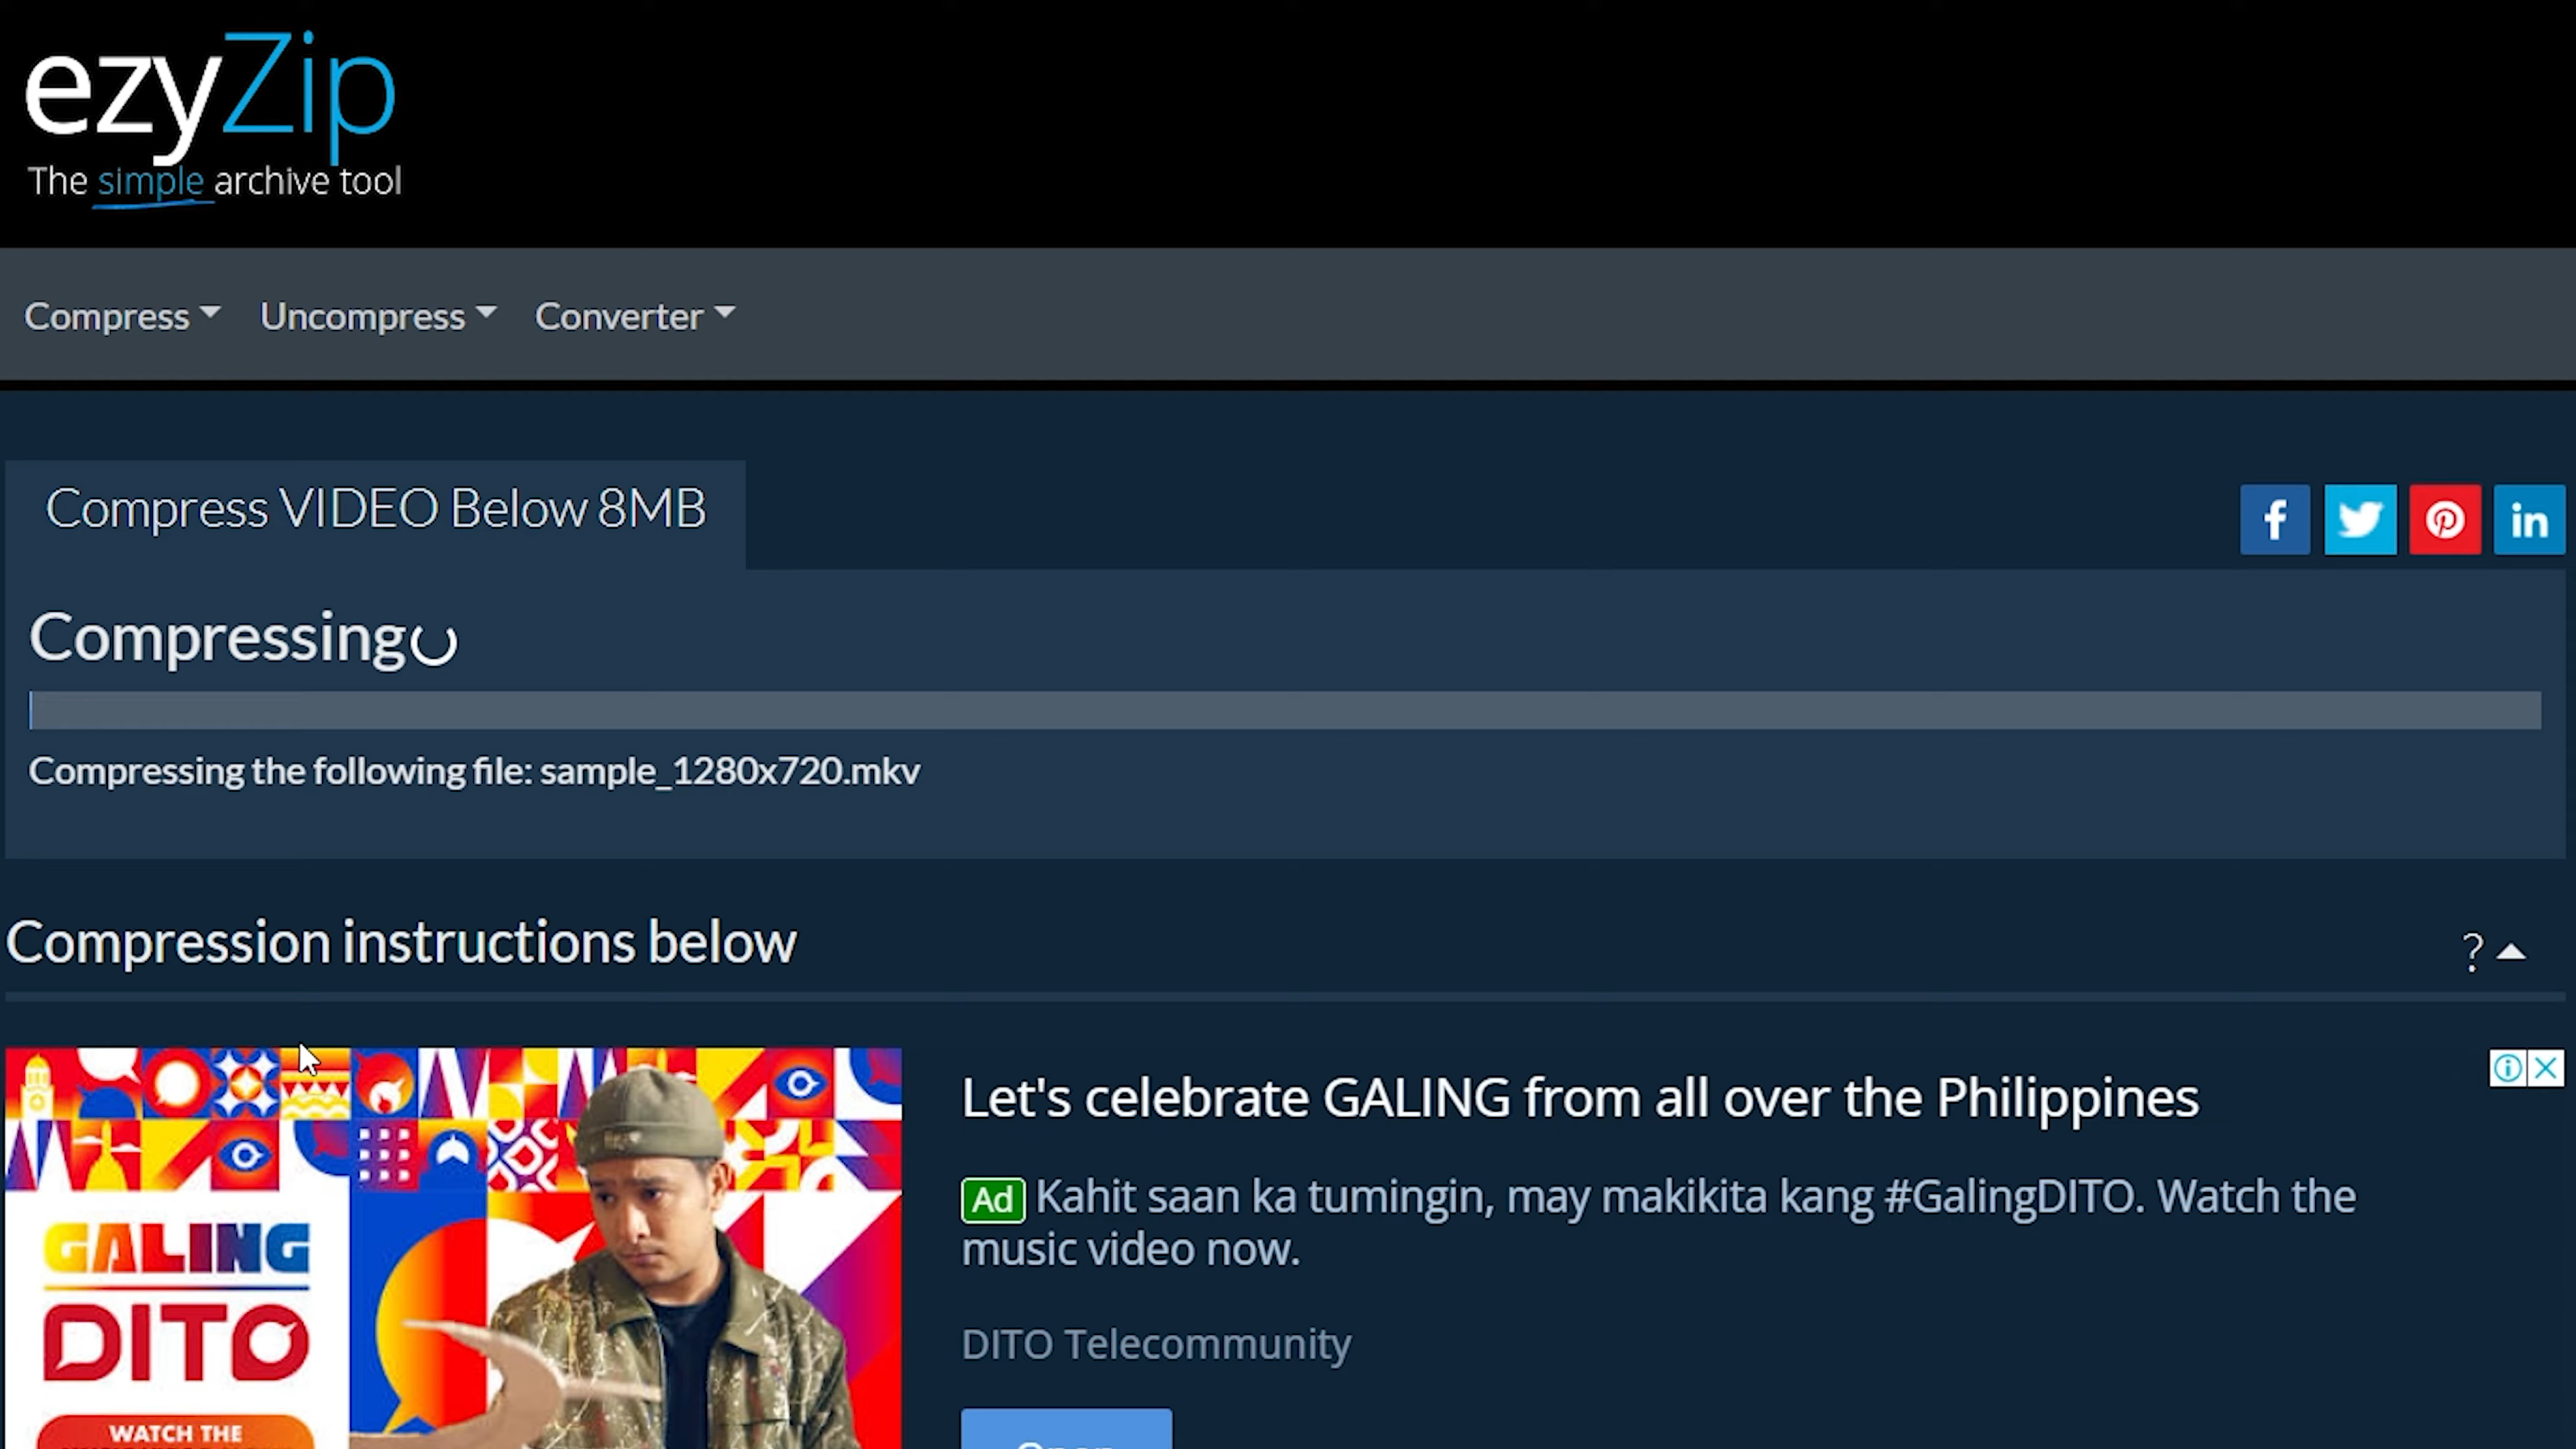 ezyZip
The simple archive tool
Compress Uncompress Converter
Compress VIDEO Below 8MB
Compressing
Compressing the following file: sample_1280x720.mkv
Compression instructions below
?
Let's celebrate GALING from all over the Philippines
Ad Kahit saan ka tumingin, may makikita kang #GalingDITO. Watch the
music video now.
DITO Telecommunity
GALING
DITO
WATCH THE